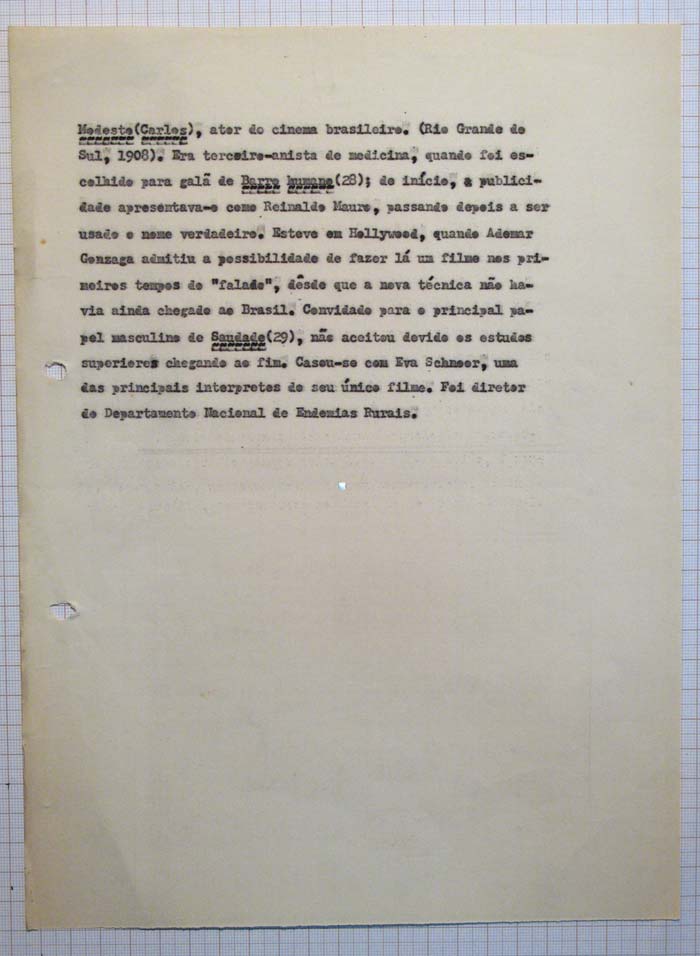 Modesto(Carlos), ator do cinema brasileiro. (Rio Grande do
Sul, 1908). Era terceiro-anista de medicina, quando foi es-
colhido para galã de Barro humano(28); de início, a publici-
dade apresentava-o como Reinaldo Mauro, passando depois a ser
usado o nome verdadeiro. Esteve em Hollywood, quando Ademar
Gonzaga admitiu a possibilidade de fazer lá um filme nos pri-
meiros tempos do "falado", dêsde que a nova técnica não ha-
via ainda chegado ao Brasil. Convidado para o principal pa-
pel masculino de Saudade(29), não aceitou devido os estudos
superiores chegando ao fim. Casou-se com Eva Schnoor, uma
das principais interpretes do seu único filme. Foi diretor
do Departamento Nacional de Endemias Rurais.